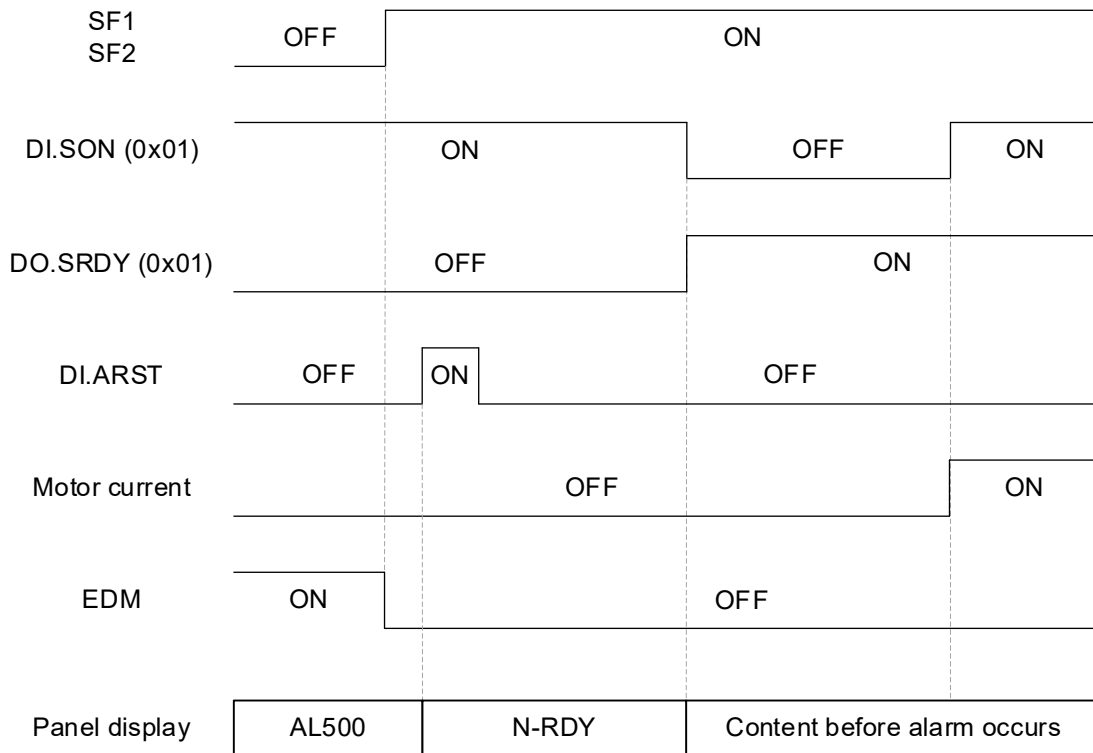 SF1
SF2
OFF
ON
DI.SON (0x01)
ON
OFF
ON
DO.SRDY (0x01)
OFF
ON
DI.ARST
OFF
ON
OFF
Motor current
OFF
ON
EDM
ON
OFF
Panel display
AL500
N-RDY
Content before alarm occurs